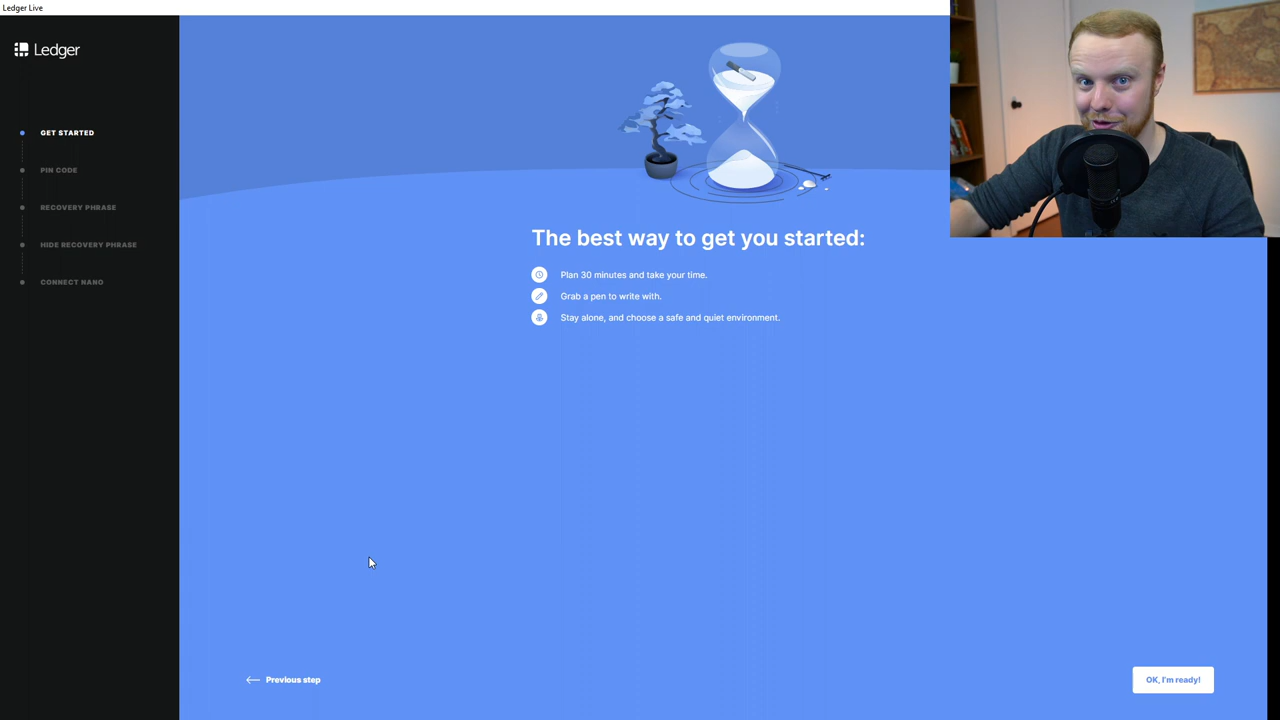 Ledger Live
Ledger
GET STARTED
PIN CODE
RECOVERY PHRASE
HIDE RECOVERY PHRASE
CONNECT NANO
The best way to get you started:
Plan 30 minutes and take your time.
Grab a pen to write with.
Stay alone, and choose a safe and quiet environment.
Previous step
OK, I'm ready!